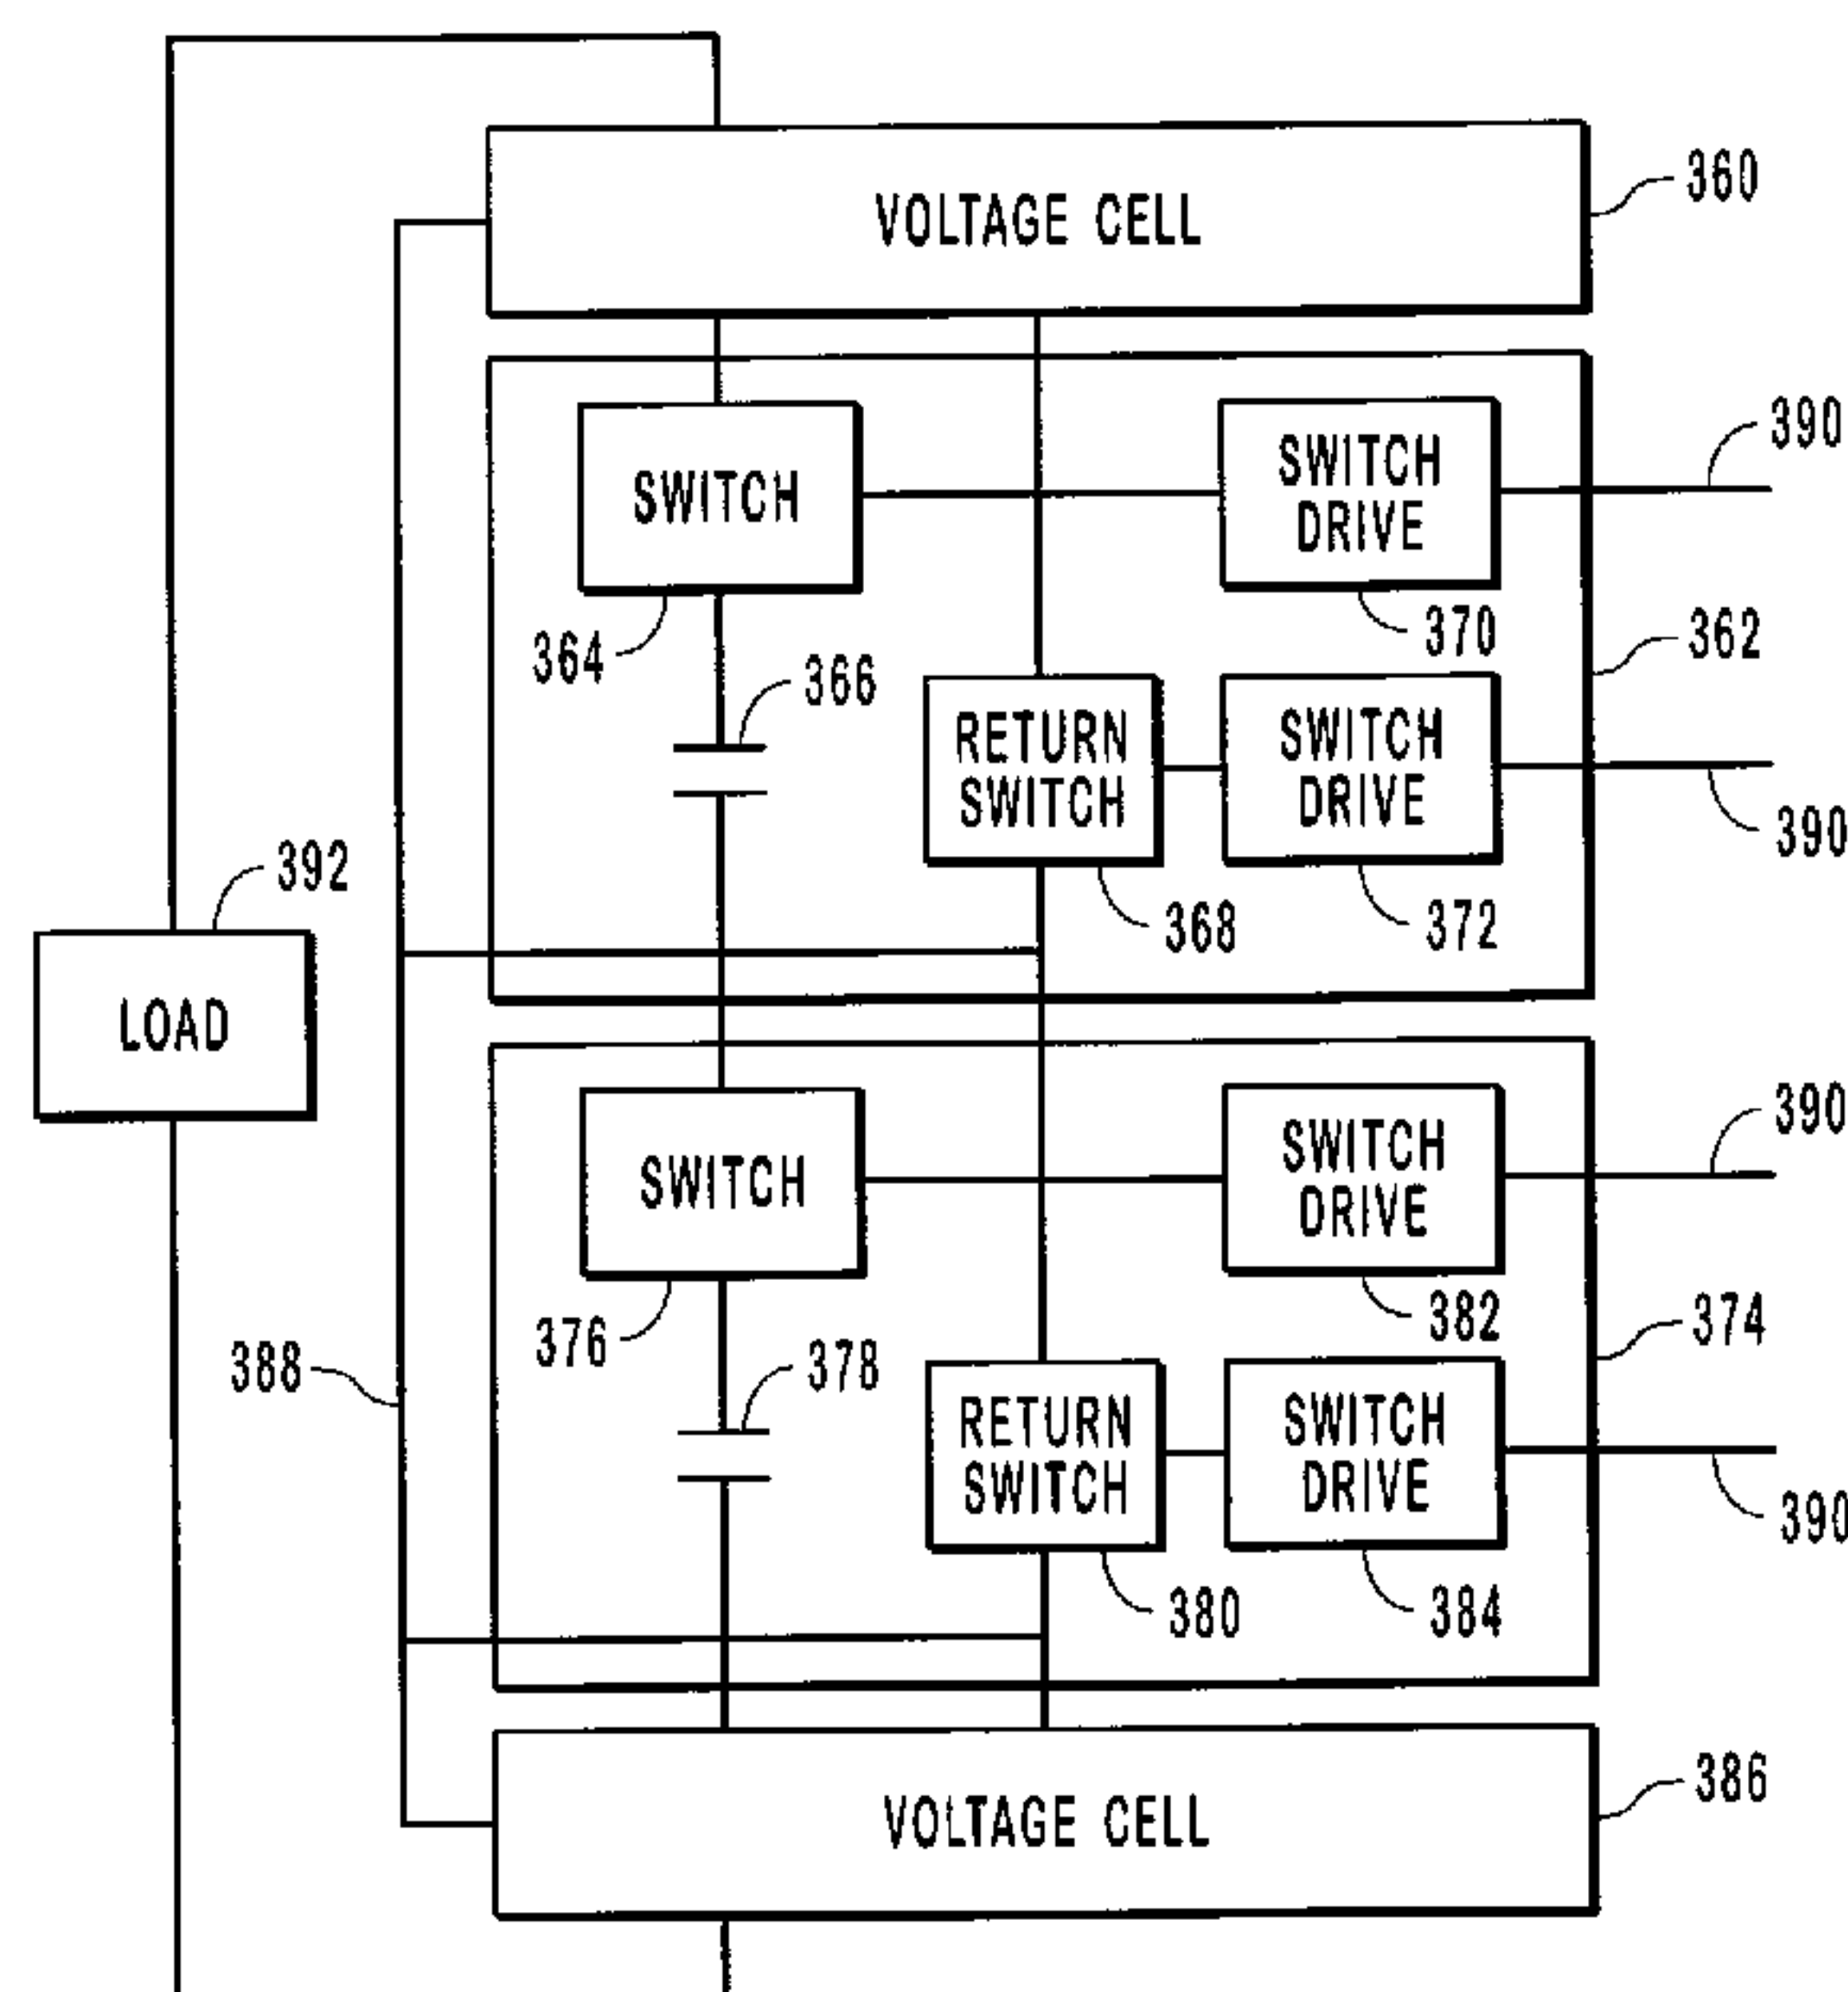 VOLTAGE CELL
360
SWITCH
SWITCH
DRIVE
390
364
370
362
366
RETURN
SWITCH
SWITCH
DRIVE
390
392
368
372
LOAD
SWITCH
SWITCH
DRIVE
390
376
382
374
388
378
RETURN
SWITCH
SWITCH
DRIVE
390
380
384
VOLTAGE CELL
386